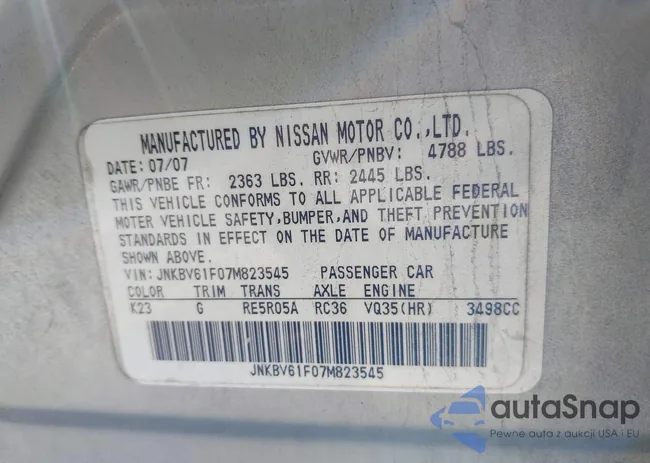 MANUFACTURED BY NISSAN MOTOR CO.,LTD.
DATE: 07/07 GVWR/PNBV: 4788 LBS.
GAWR/PNBE FR: 2363 LBS. RR: 2445 LBS.
THIS VEHICLE CONFORMS TO ALL APPLICABLE FEDERAL
MOTER VEHICLE SAFETY,BUMPER,AND THEFT PREVENTION
STANDARDS IN EFFECT ON THE DATE OF MANUFACTURE
SHOWN ABOVE.
VIN: JNKBV61F07M823545 PASSENGER CAR
COLOR TRIM TRANS AXLE ENGINE
K23 G RE5R05A RC36 VQ35(HR) 3498CC
JNKBV61F07M823545
autaSnap
Pewne auta z aukcji USA i EU